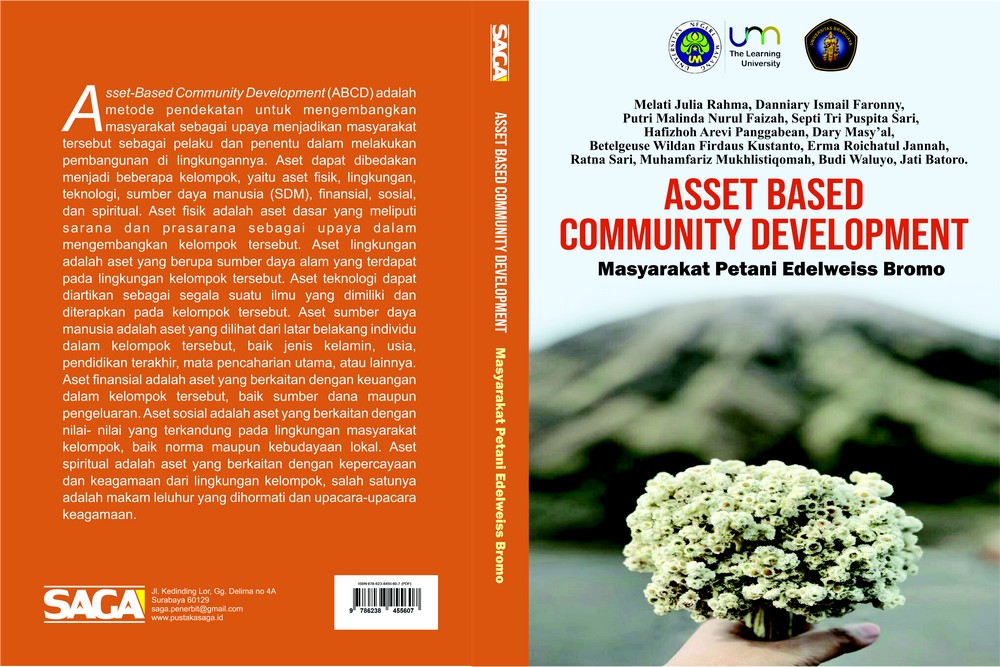 Asset-Based Community Development (ABCD) adalah
metode pendekatan untuk mengembangkan
masyarakat sebagai upaya menjadikan masyarakat
tersebut sebagai pelaku dan penentu dalam melakukan
pembangunan di lingkungannya. Aset dapat dibedakan
menjadi beberapa kelompok, yaitu aset fisik, lingkungan,
teknologi, sumber daya manusia (SDM), finansial, sosial,
dan spiritual. Aset fisik adalah aset dasar yang meliputi
sarana dan prasarana sebagai upaya dalam
mengembangkan kelompok tersebut. Aset lingkungan
adalah aset yang berupa sumber daya alam yang terdapat
pada lingkungan kelompok tersebut. Aset teknologi dapat
diartikan sebagai segala suatu ilmu yang dimiliki dan
diterapkan pada kelompok tersebut. Aset sumber daya
manusia adalah aset yang dilihat dari latar belakang individu
dalam kelompok tersebut, baik jenis kelamin, usia,
pendidikan terakhir, mata pencaharian utama, atau lainnya.
Aset finansial adalah aset yang berkaitan dengan keuangan
dalam kelompok tersebut, baik sumber dana maupun
pengeluaran. Aset sosial adalah aset yang berkaitan dengan
nilai- nilai yang terkandung pada lingkungan masyarakat
kelompok, baik norma maupun kebudayaan lokal. Aset
spiritual adalah aset yang berkaitan dengan kepercayaan
dan keagamaan dari lingkungan kelompok, salah satunya
adalah makam leluhur yang dihormati dan upacara-upacara
keagamaan.
SAGA
Jl. Kedinding Lor, Gg. Delima no 4A
Surabaya 60129
saga.penerbit@gmail.com
www.pustakasaga.id
ISBN 978-623-8455-60-7 (PDF)
9 786238 455607
SAGA
ASSET BASED COMMUNITY DEVELOPMENT Masyarakat Petani Edelweiss Bromo
UNIVERSITAS NEGERI MALANG
UM
um
The Learning
University
UNIVERSITAS BRAWIJAYA
Melati Julia Rahma, Danniary Ismail Faronny,
Putri Malinda Nurul Faizah, Septi Tri Puspita Sari,
Hafizhoh Arevi Panggabean, Dary Masy'al,
Betelgeuse Wildan Firdaus Kustanto, Erma Roichatul Jannah,
Ratna Sari, Muhamfariz Mukhlistiqomah, Budi Waluyo, Jati Batoro.
ASSET BASED
COMMUNITY DEVELOPMENT
Masyarakat Petani Edelweiss Bromo